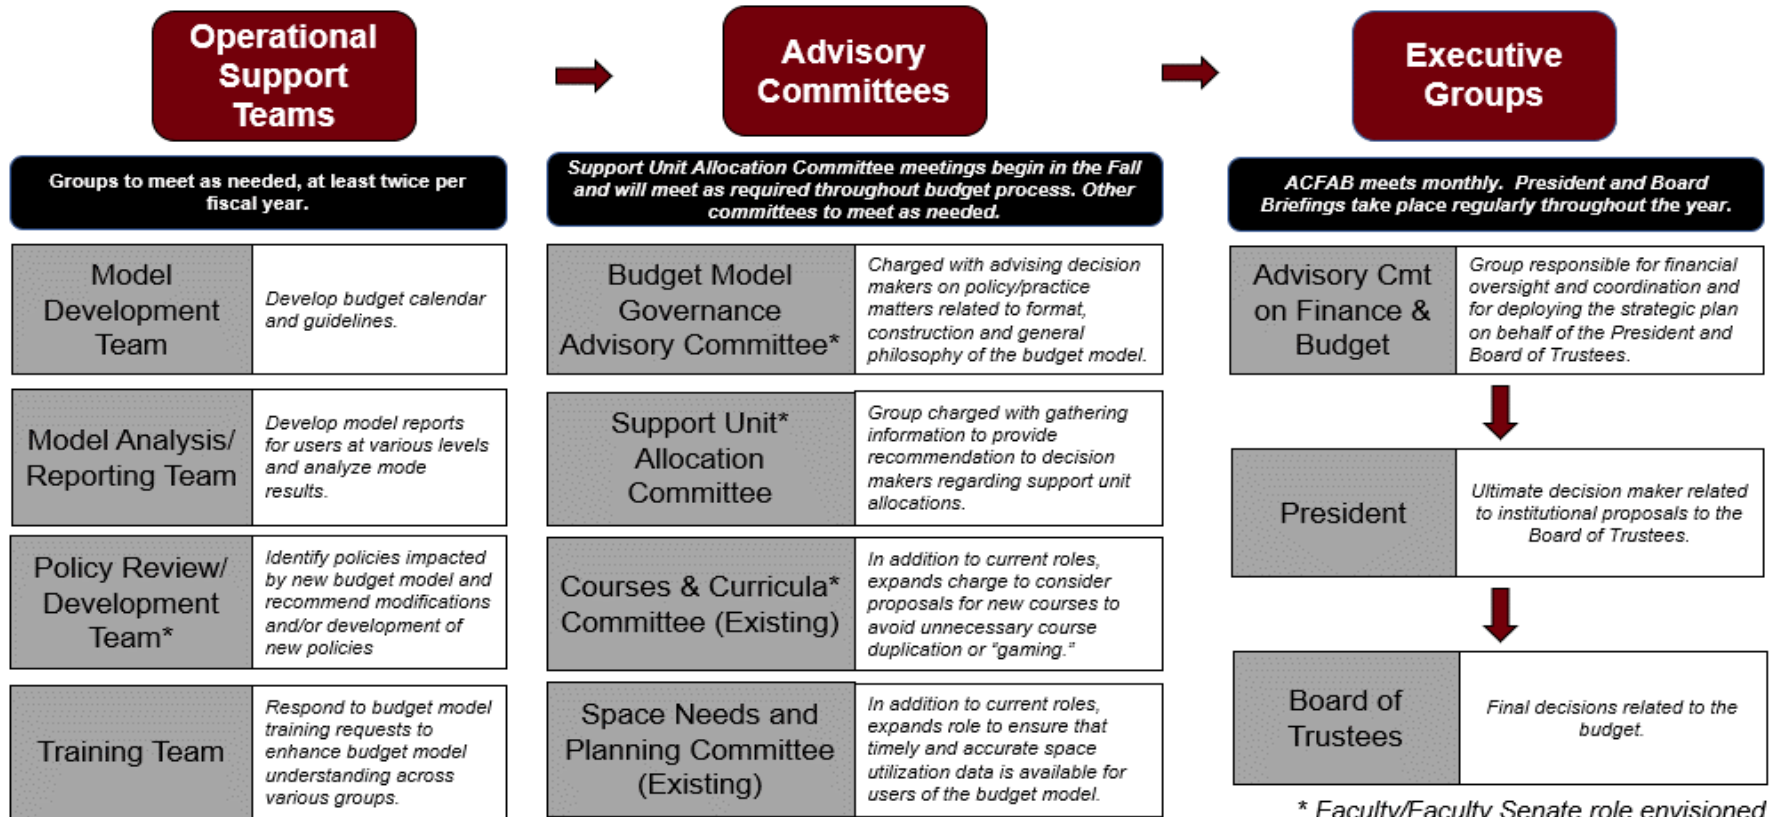 Operational
Support
Teams
Groups to meet as needed, at least twice per
fiscal year.
Model
Development
Team
Develop budget calendar
and guidelines.
Model Analysis/
Reporting Team
Develop model reports
for users at various levels
and analyze mode
results.
Policy Review/
Development
Team*
Identify policies impacted
by new budget model and
recommend modifications
and/or development of
new policies
Training Team
Respond to budget model
training requests to
enhance budget model
understanding across
various groups.
Advisory
Committees
Support Unit Allocation Committee meetings begin in the Fall
and will meet as required throughout budget process. Other
committees to meet as needed.
Budget Model
Governance
Advisory Committee*
Charged with advising decision
makers on policy/practice
matters related to format,
construction and general
philosophy of the budget model.
Support Unit*
Allocation
Committee
Group charged with gathering
information to provide
recommendation to decision
makers regarding support unit
allocations.
Courses & Curricula*
Committee (Existing)
In addition to current roles,
expands charge to consider
proposals for new courses to
avoid unnecessary course
duplication or "gaming."
Space Needs and
Planning Committee
(Existing)
In addition to current roles,
expands role to ensure that
timely and accurate space
utilization data is available for
users of the budget model.
Executive
Groups
ACFAB meets monthly. President and Board
Briefings take place regularly throughout the year.
Advisory Cmt
on Finance &
Budget
Group responsible for financial
oversight and coordination and
for deploying the strategic plan
on behalf of the President and
Board of Trustees.
President
Ultimate decision maker related
to institutional proposals to the
Board of Trustees.
Board of
Trustees
Final decisions related to the
budget.
* Faculty/Faculty Senate role envisioned